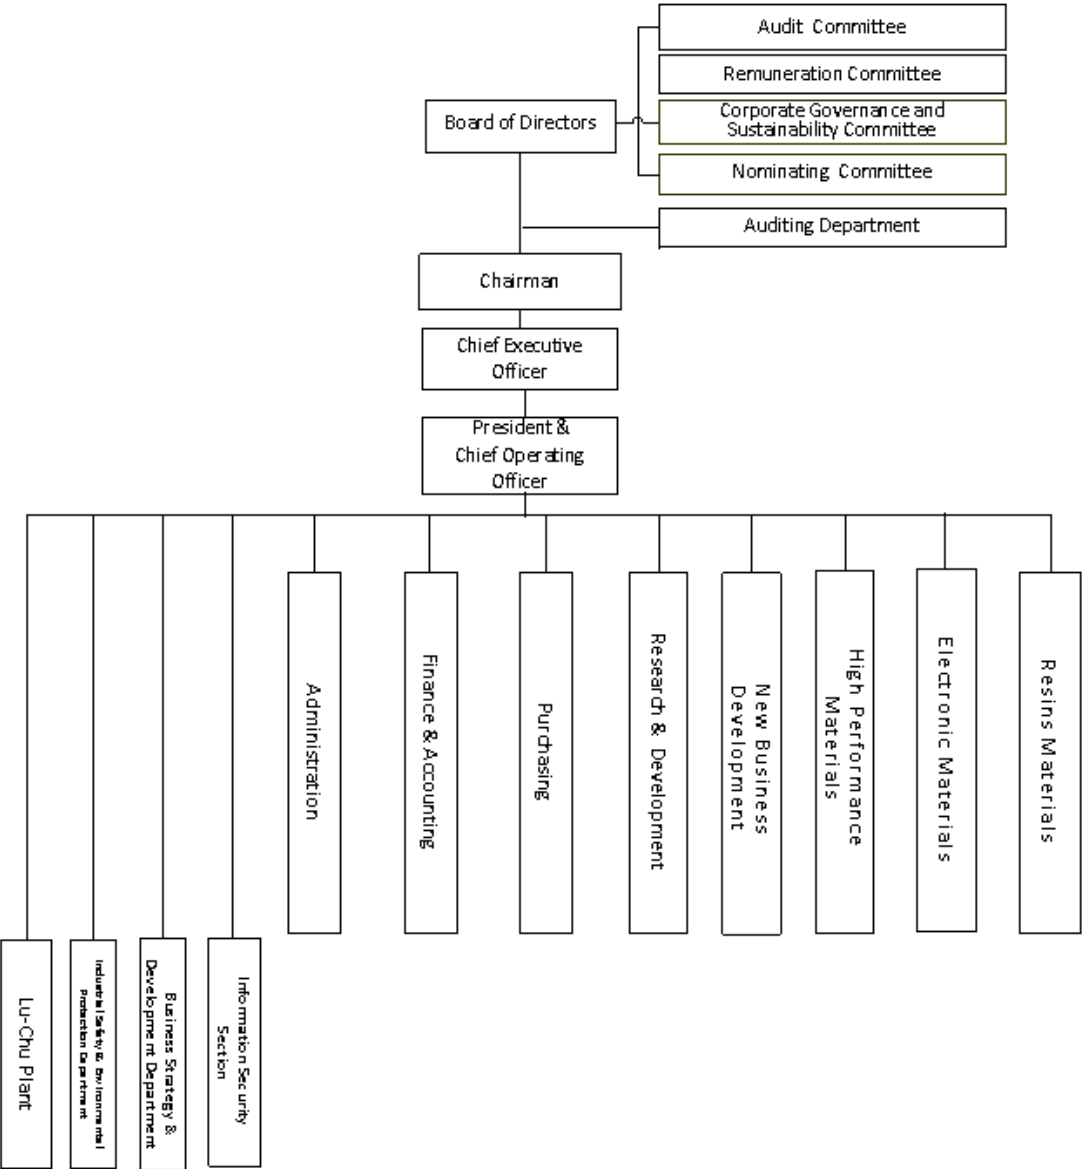 Audit Committee
Remuneration Committee
Corporate Governance and
Sustainability Committee
Board of Directors
Nominating Committee
Auditing Department
Chairman
Chief Executive
Officer
President &
Chief Operating
Officer
Administration
Finance & Accounting
Purchasing
Research & Development
New Business
Development
High Performance
Materials
Electronic Materials
Resins Materials
Lu-Chu Plant
Industrial Safety & Environmental
Protection Department
Business Strategy &
Development Department
Information Security
Section